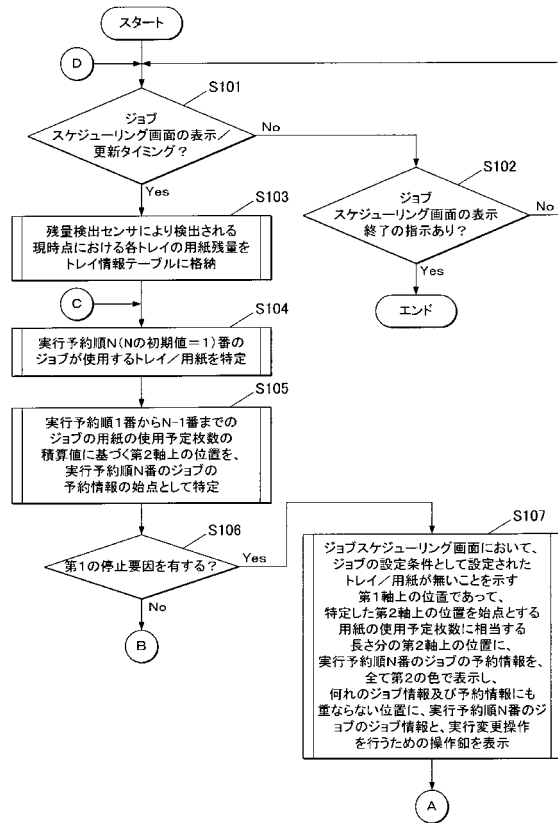 スタート
D
S101
ジョブ
スケジューリング画面の表示／
更新タイミング？
No
Yes
S102
ジョブ
スケジューリング画面の表示
終了の指示あり？
No
Yes
エンド
S103
残量検出センサにより検出される
現時点における各トレイの用紙残量を
トレイ情報テーブルに格納
C
S104
実行予約順N（Nの初期値＝1）番の
ジョブが使用するトレイ／用紙を特定
S105
実行予約順1番からN-1番までの
ジョブの用紙の使用予定枚数の
積算値に基づく第2軸上の位置を、
実行予約順N番のジョブの
予約情報の始点として特定
S106
第1の停止要因を有する？
Yes
No
B
S107
ジョブスケジューリング画面において、
ジョブの設定条件として設定された
トレイ／用紙が無いことを示す
第1軸上の位置であって、
特定した第2軸上の位置を始点とする
用紙の使用予定枚数に相当する
長さ分の第2軸上の位置に、
実行予約順N番のジョブの予約情報を、
全て第2の色で表示し、
何れのジョブ情報及び予約情報にも
重ならない位置に、実行予約順N番のジ
ョブのジョブ情報と、実行変更操作
を行うための操作釦を表示
A